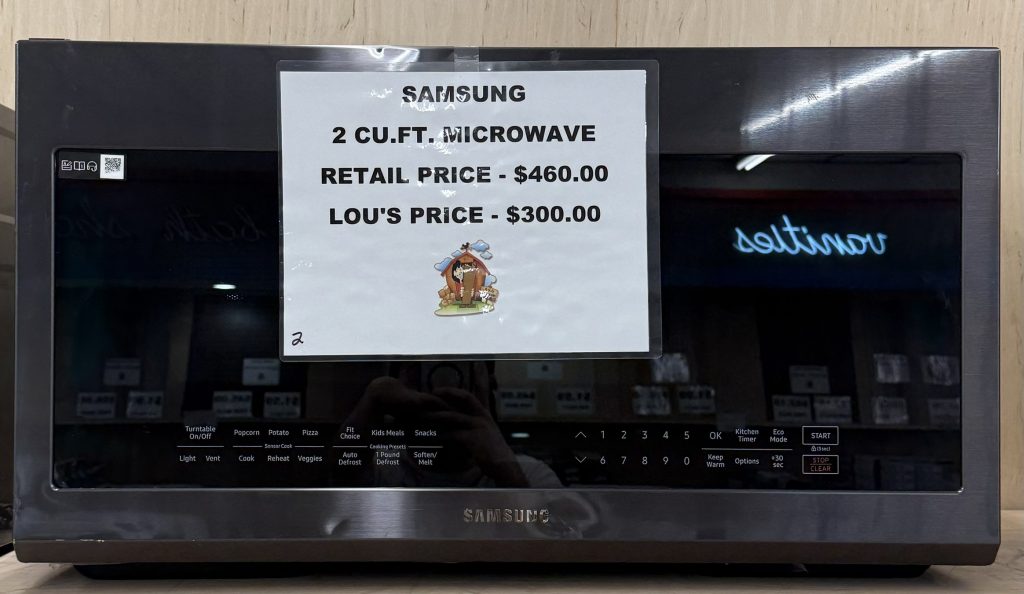 SAMSUNG
2 CU.FT. MICROWAVE
RETAIL PRICE - $460.00
LOU'S PRICE - $300.00
2
vanities
bath
Turntable On/Off
Light Vent
Popcorn Potato Pizza
Sensor Cook
Cook Reheat Veggies
Fit Choice Kids Meals Snacks
Cooking Presets
Auto Defrost 1 Pound Defrost Soften/Melt
1 2 3 4 5
6 7 8 9 0
OK Kitchen Timer Eco Mode
Keep Warm Options +30 sec
START
(3sec)
STOP
CLEAR
SAMSUNG